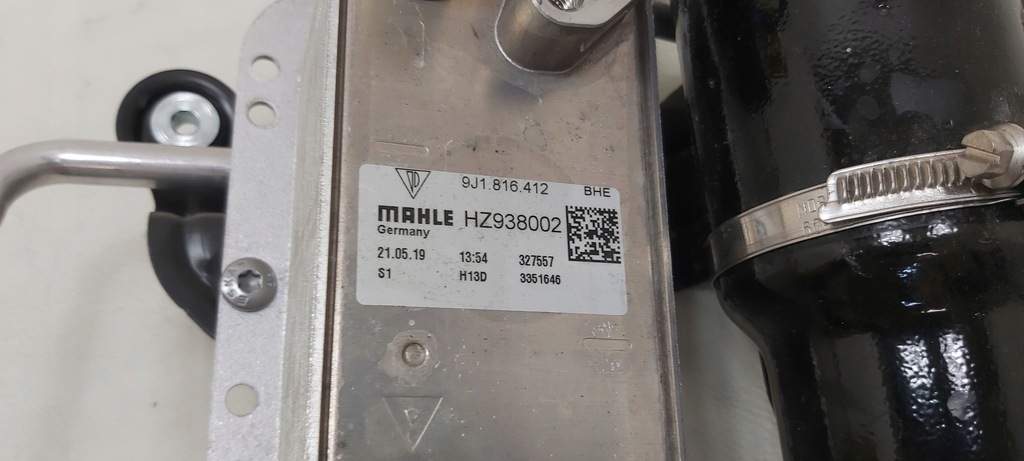 9J1.816.412 BHE
MAHLE HZ938002
Germany
21.05.19 13:54 327557
S1 H13D 3351646